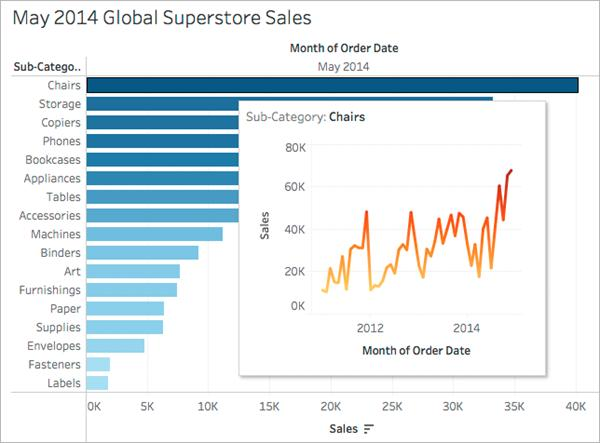 May 2014 Global Superstore Sales
Month of Order Date
Sub-Catego..
May 2014
Chairs
Storage
Copiers
Phones
Bookcases
Appliances
Tables
Accessories
Machines
Binders
Art
Furnishings
Paper
Supplies
Envelopes
Fasteners
Labels
Sub-Category: Chairs
80K
60K
40K
20K
0K
Sales
2012 2014
Month of Order Date
0K 5K 10K 15K 20K 25K 30K 35K 40K
Sales